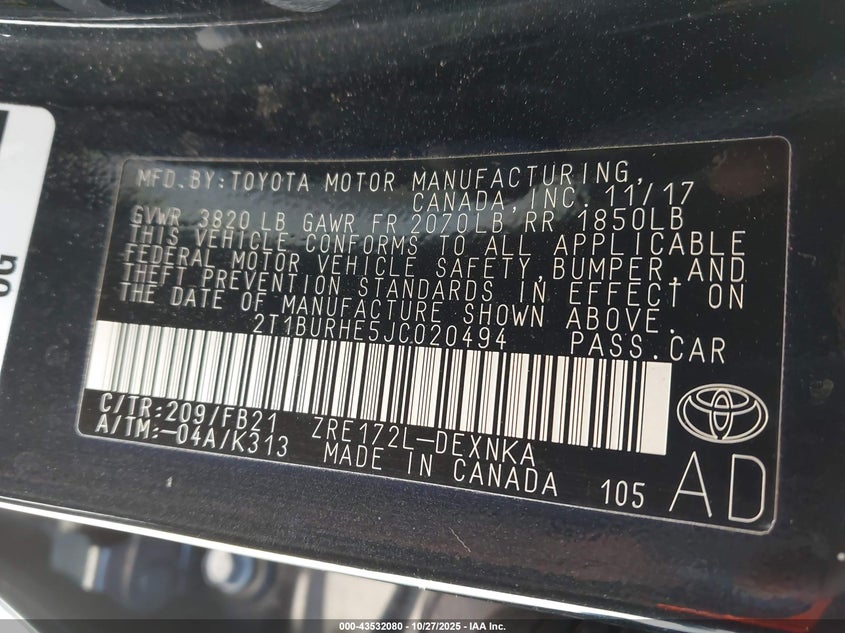 MFD.BY:TOYOTA MOTOR MANUFACTURING,
CANADA,INC. 11/17
GVWR 3820 LB GAWR FR 2070LB RR 1850LB
THIS VEHICLE CONFORMS TO ALL APPLICABLE
FEDERAL MOTOR VEHICLE SAFETY,BUMPER,AND
THEFT PREVENTION STANDARDS IN EFFECT ON
THE DATE OF MANUFACTURE SHOWN ABOVE.
2T1BURHE5JC020494 PASS.CAR
C/TR:209/FB21 ZRE172L-DEXNKA
A/TM:-04A/K313 MADE IN CANADA 105 AD
000-43532080 - 10/27/2025 - IAA Inc.